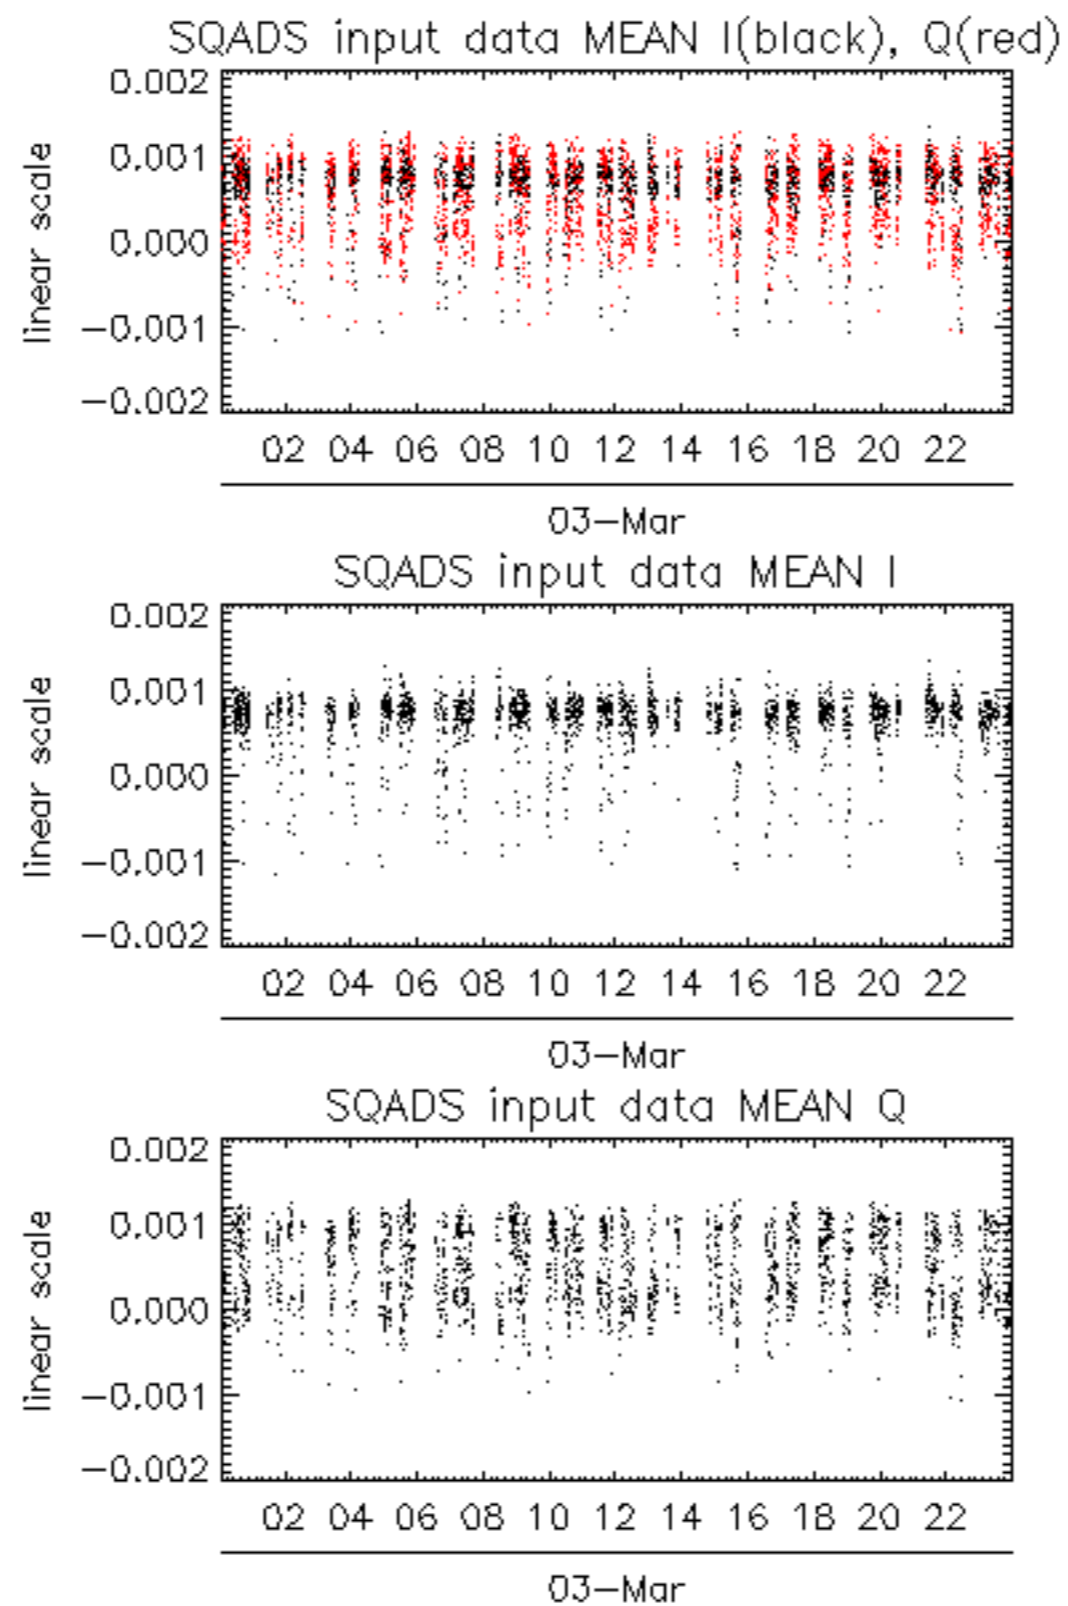 SQADS input data MEAN I(black), Q(red)
0.002
0.001
0.000
−0.001
−0.002
linear scale
02 04 06 08 10 12 14 16 18 20 22
03−Mar
SQADS input data MEAN I
0.002
0.001
0.000
−0.001
−0.002
linear scale
02 04 06 08 10 12 14 16 18 20 22
03−Mar
SQADS input data MEAN Q
0.002
0.001
0.000
−0.001
−0.002
linear scale
02 04 06 08 10 12 14 16 18 20 22
03−Mar